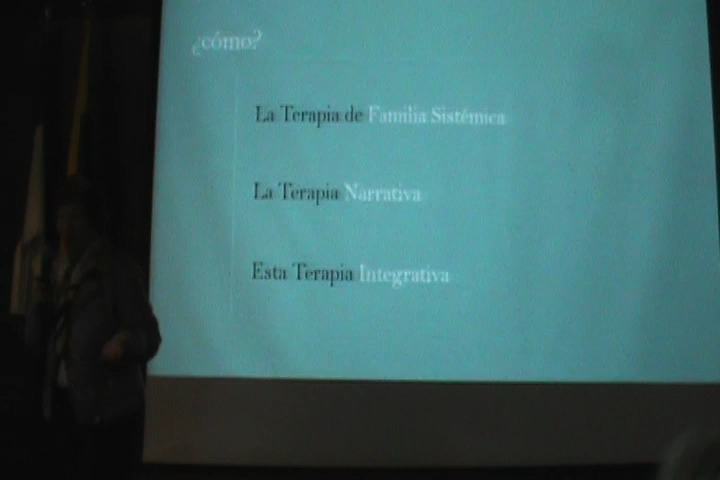 ¿cómo?
La Terapia de Familia Sistémica
La Terapia Narrativa
Esta Terapia Integrativa